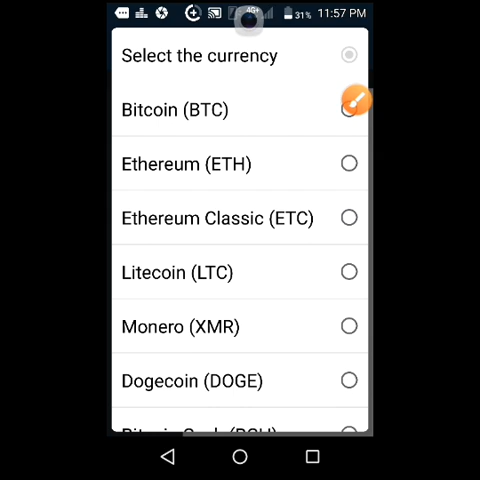 4G+ 31% 11:57 PM
Select the currency
Bitcoin (BTC)
Ethereum (ETH)
Ethereum Classic (ETC)
Litecoin (LTC)
Monero (XMR)
Dogecoin (DOGE)